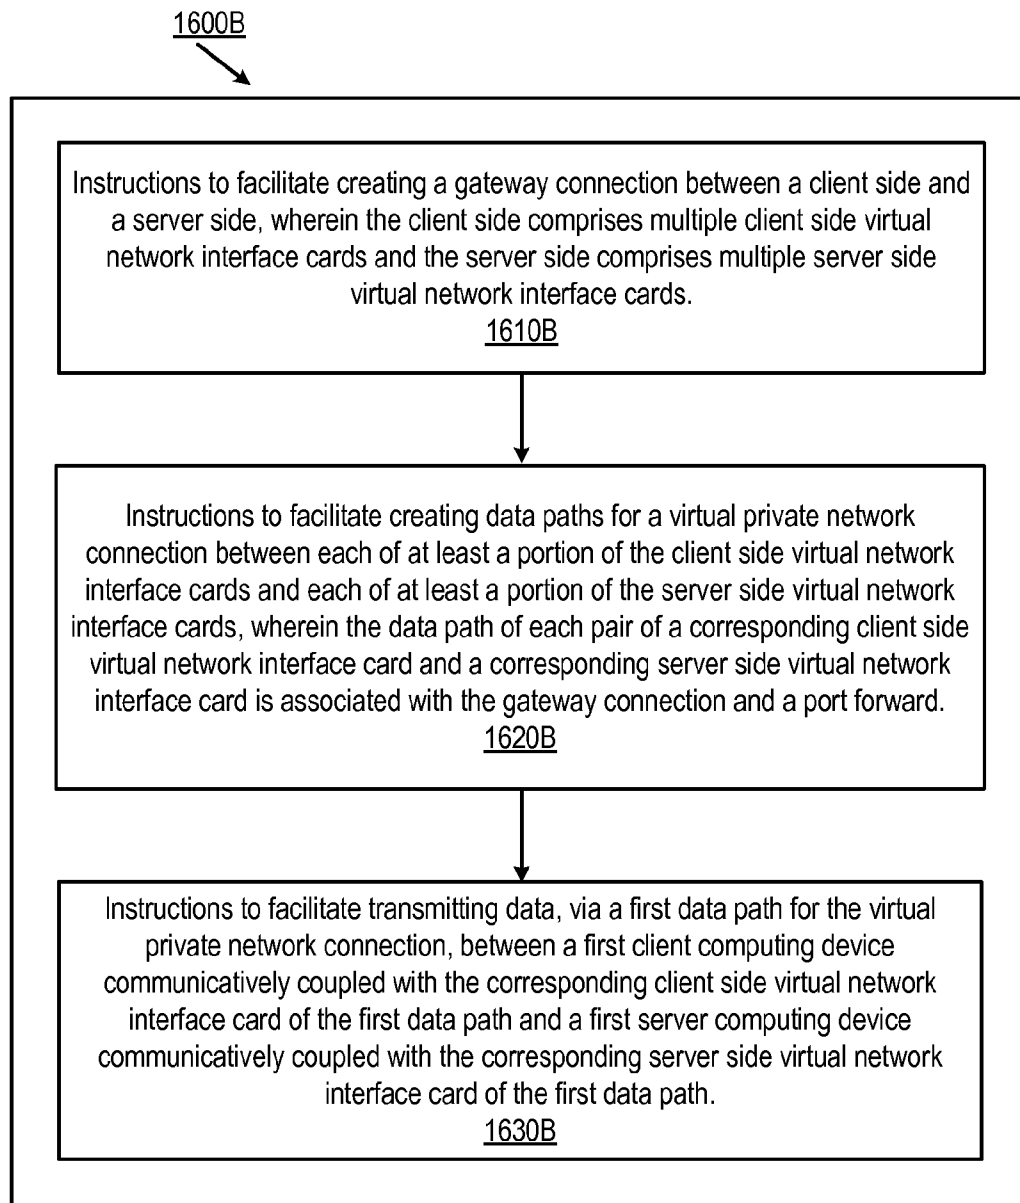 1600B
Instructions to facilitate creating a gateway connection between a client side and
a server side, wherein the client side comprises multiple client side virtual
network interface cards and the server side comprises multiple server side
virtual network interface cards.
1610B
Instructions to facilitate creating data paths for a virtual private network
connection between each of at least a portion of the client side virtual network
interface cards and each of at least a portion of the server side virtual network
interface cards, wherein the data path of each pair of a corresponding client side
virtual network interface card and a corresponding server side virtual network
interface card is associated with the gateway connection and a port forward.
1620B
Instructions to facilitate transmitting data, via a first data path for the virtual
private network connection, between a first client computing device
communicatively coupled with the corresponding client side virtual network
interface card of the first data path and a first server computing device
communicatively coupled with the corresponding server side virtual network
interface card of the first data path.
1630B